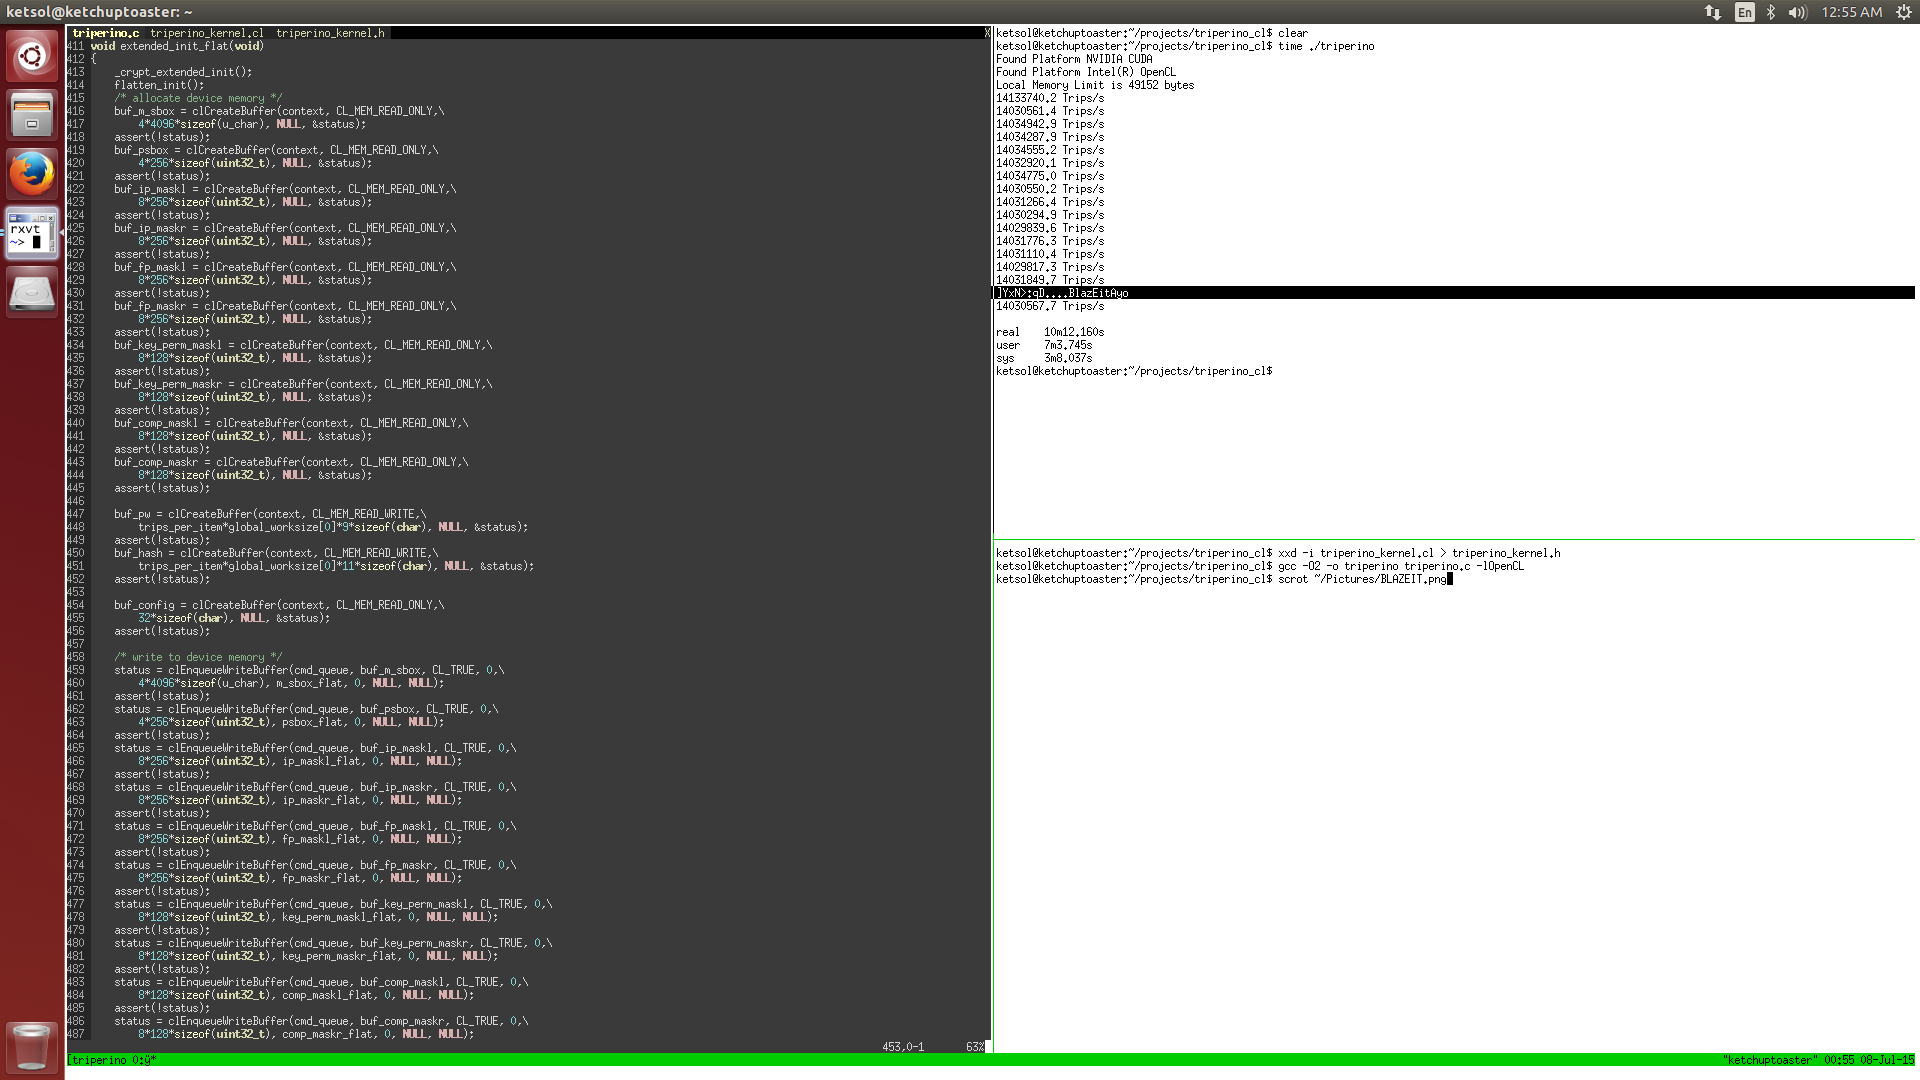 ketsol@ketchuptoaster: ~
En
12:55 AM
rxvt
~>
triperino.c triperino_kernel.cl triperino_kernel.h X
411 void extended_init_flat(void)
412 {
413     _crypt_extended_init();
414     flatten_init();
415     /* allocate device memory */
416     buf_m_sbox = clCreateBuffer(context, CL_MEM_READ_ONLY,\
417         4*4096*sizeof(u_char), NULL, &status);
418     assert(!status);
419     buf_psbox = clCreateBuffer(context, CL_MEM_READ_ONLY,\
420         4*256*sizeof(uint32_t), NULL, &status);
421     assert(!status);
422     buf_ip_maskl = clCreateBuffer(context, CL_MEM_READ_ONLY,\
423         8*256*sizeof(uint32_t), NULL, &status);
424     assert(!status);
425     buf_ip_maskr = clCreateBuffer(context, CL_MEM_READ_ONLY,\
426         8*256*sizeof(uint32_t), NULL, &status);
427     assert(!status);
428     buf_fp_maskl = clCreateBuffer(context, CL_MEM_READ_ONLY,\
429         8*256*sizeof(uint32_t), NULL, &status);
430     assert(!status);
431     buf_fp_maskr = clCreateBuffer(context, CL_MEM_READ_ONLY,\
432         8*256*sizeof(uint32_t), NULL, &status);
433     assert(!status);
434     buf_key_perm_maskl = clCreateBuffer(context, CL_MEM_READ_ONLY,\
435         8*128*sizeof(uint32_t), NULL, &status);
436     assert(!status);
437     buf_key_perm_maskr = clCreateBuffer(context, CL_MEM_READ_ONLY,\
438         8*128*sizeof(uint32_t), NULL, &status);
439     assert(!status);
440     buf_comp_maskl = clCreateBuffer(context, CL_MEM_READ_ONLY,\
441         8*128*sizeof(uint32_t), NULL, &status);
442     assert(!status);
443     buf_comp_maskr = clCreateBuffer(context, CL_MEM_READ_ONLY,\
444         8*128*sizeof(uint32_t), NULL, &status);
445     assert(!status);
446
447     buf_pw = clCreateBuffer(context, CL_MEM_READ_WRITE,\
448         trips_per_item*global_worksize[0]*9*sizeof(char), NULL, &status);
449     assert(!status);
450     buf_hash = clCreateBuffer(context, CL_MEM_READ_WRITE,\
451         trips_per_item*global_worksize[0]*11*sizeof(char), NULL, &status);
452     assert(!status);
453
454     buf_config = clCreateBuffer(context, CL_MEM_READ_ONLY,\
455         32*sizeof(char), NULL, &status);
456     assert(!status);
457
458     /* write to device memory */
459     status = clEnqueueWriteBuffer(cmd_queue, buf_m_sbox, CL_TRUE, 0,\
460         4*4096*sizeof(u_char), m_sbox_flat, 0, NULL, NULL);
461     assert(!status);
462     status = clEnqueueWriteBuffer(cmd_queue, buf_psbox, CL_TRUE, 0,\
463         4*256*sizeof(uint32_t), psbox_flat, 0, NULL, NULL);
464     assert(!status);
465     status = clEnqueueWriteBuffer(cmd_queue, buf_ip_maskl, CL_TRUE, 0,\
466         8*256*sizeof(uint32_t), ip_maskl_flat, 0, NULL, NULL);
467     assert(!status);
468     status = clEnqueueWriteBuffer(cmd_queue, buf_ip_maskr, CL_TRUE, 0,\
469         8*256*sizeof(uint32_t), ip_maskr_flat, 0, NULL, NULL);
470     assert(!status);
471     status = clEnqueueWriteBuffer(cmd_queue, buf_fp_maskl, CL_TRUE, 0,\
472         8*256*sizeof(uint32_t), fp_maskl_flat, 0, NULL, NULL);
473     assert(!status);
474     status = clEnqueueWriteBuffer(cmd_queue, buf_fp_maskr, CL_TRUE, 0,\
475         8*256*sizeof(uint32_t), fp_maskr_flat, 0, NULL, NULL);
476     assert(!status);
477     status = clEnqueueWriteBuffer(cmd_queue, buf_key_perm_maskl, CL_TRUE, 0,\
478         8*128*sizeof(uint32_t), key_perm_maskl_flat, 0, NULL, NULL);
479     assert(!status);
480     status = clEnqueueWriteBuffer(cmd_queue, buf_key_perm_maskr, CL_TRUE, 0,\
481         8*128*sizeof(uint32_t), key_perm_maskr_flat, 0, NULL, NULL);
482     assert(!status);
483     status = clEnqueueWriteBuffer(cmd_queue, buf_comp_maskl, CL_TRUE, 0,\
484         8*128*sizeof(uint32_t), comp_maskl_flat, 0, NULL, NULL);
485     assert(!status);
486     status = clEnqueueWriteBuffer(cmd_queue, buf_comp_maskr, CL_TRUE, 0,\
487         8*128*sizeof(uint32_t), comp_maskr_flat, 0, NULL, NULL);
453,0-1 63%
ketsol@ketchuptoaster:~/projects/triperino_cl$ clear
ketsol@ketchuptoaster:~/projects/triperino_cl$ time ./triperino
Found Platform NVIDIA CUDA
Found Platform Intel(R) OpenCL
Local Memory Limit is 49152 bytes
14133740.2 Trips/s
14030561.4 Trips/s
14034942.9 Trips/s
14034287.9 Trips/s
14034555.2 Trips/s
14032920.1 Trips/s
14034775.0 Trips/s
14030550.2 Trips/s
14031266.4 Trips/s
14030294.9 Trips/s
14029839.6 Trips/s
14031776.3 Trips/s
14031110.4 Trips/s
14029817.3 Trips/s
14031849.7 Trips/s
]YxN>:qD....BlazEitAyo
14030567.7 Trips/s
real    10m12.160s
user    7m3.745s
sys     3m8.037s
ketsol@ketchuptoaster:~/projects/triperino_cl$
ketsol@ketchuptoaster:~/projects/triperino_cl$ xxd -i triperino_kernel.cl > triperino_kernel.h
ketsol@ketchuptoaster:~/projects/triperino_cl$ gcc -O2 -o triperino triperino.c -lOpenCL
ketsol@ketchuptoaster:~/projects/triperino_cl$ scrot ~/Pictures/BLAZEIT.png
[triperino "ketchuptoaster" 00:55 08-Jul-15